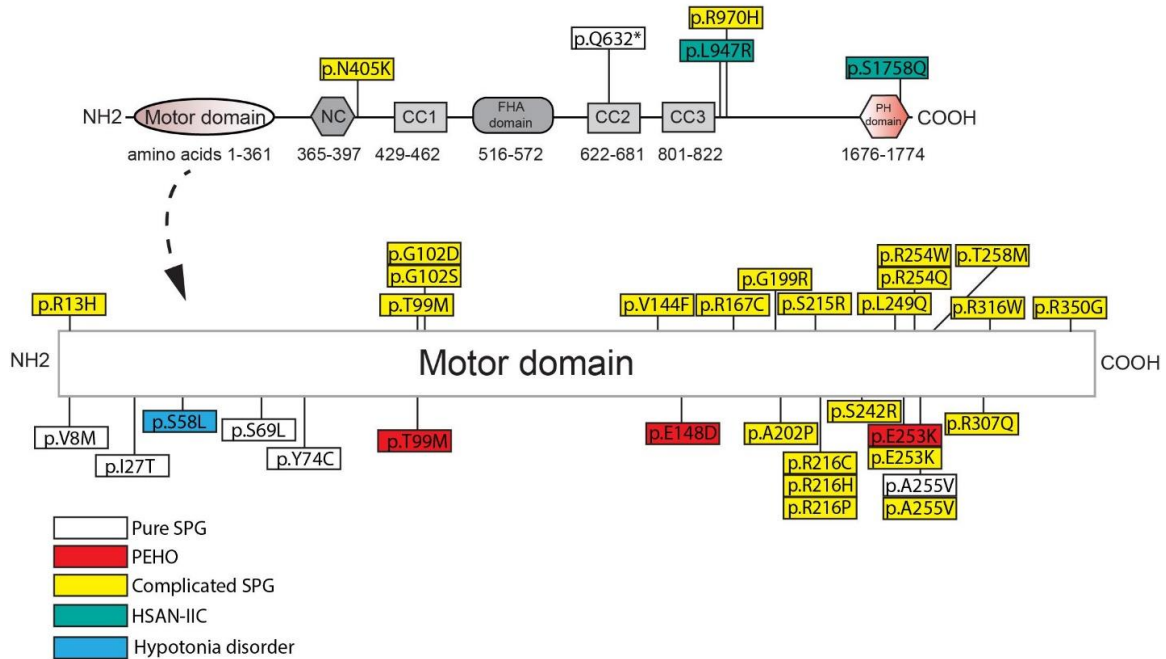 p.R970H
p.Q632*
p.L947R
p.N405K
p.S1758Q
NH2
Motor domain
NC
CC1
FHA
domain
CC2
CC3
PH
domain
COOH
amino acids 1-361
365-397
429-462
516-572
622-681
801-822
1676-1774
p.G102D
p.R254W
p.T258M
p.G102S
p.G199R
p.R254Q
p.R13H
p.T99M
p.V144F
p.R167C
p.S215R
p.L249Q
p.R316W
p.R350G
NH2
Motor domain
COOH
p.V8M
p.I27T
p.S58L
p.S69L
p.Y74C
p.T99M
p.E148D
p.A202P
p.S242R
p.R307Q
p.E253K
p.R216C
p.E253K
p.R216H
p.A255V
p.R216P
p.A255V
Pure SPG
PEHO
Complicated SPG
HSAN-IIC
Hypotonia disorder